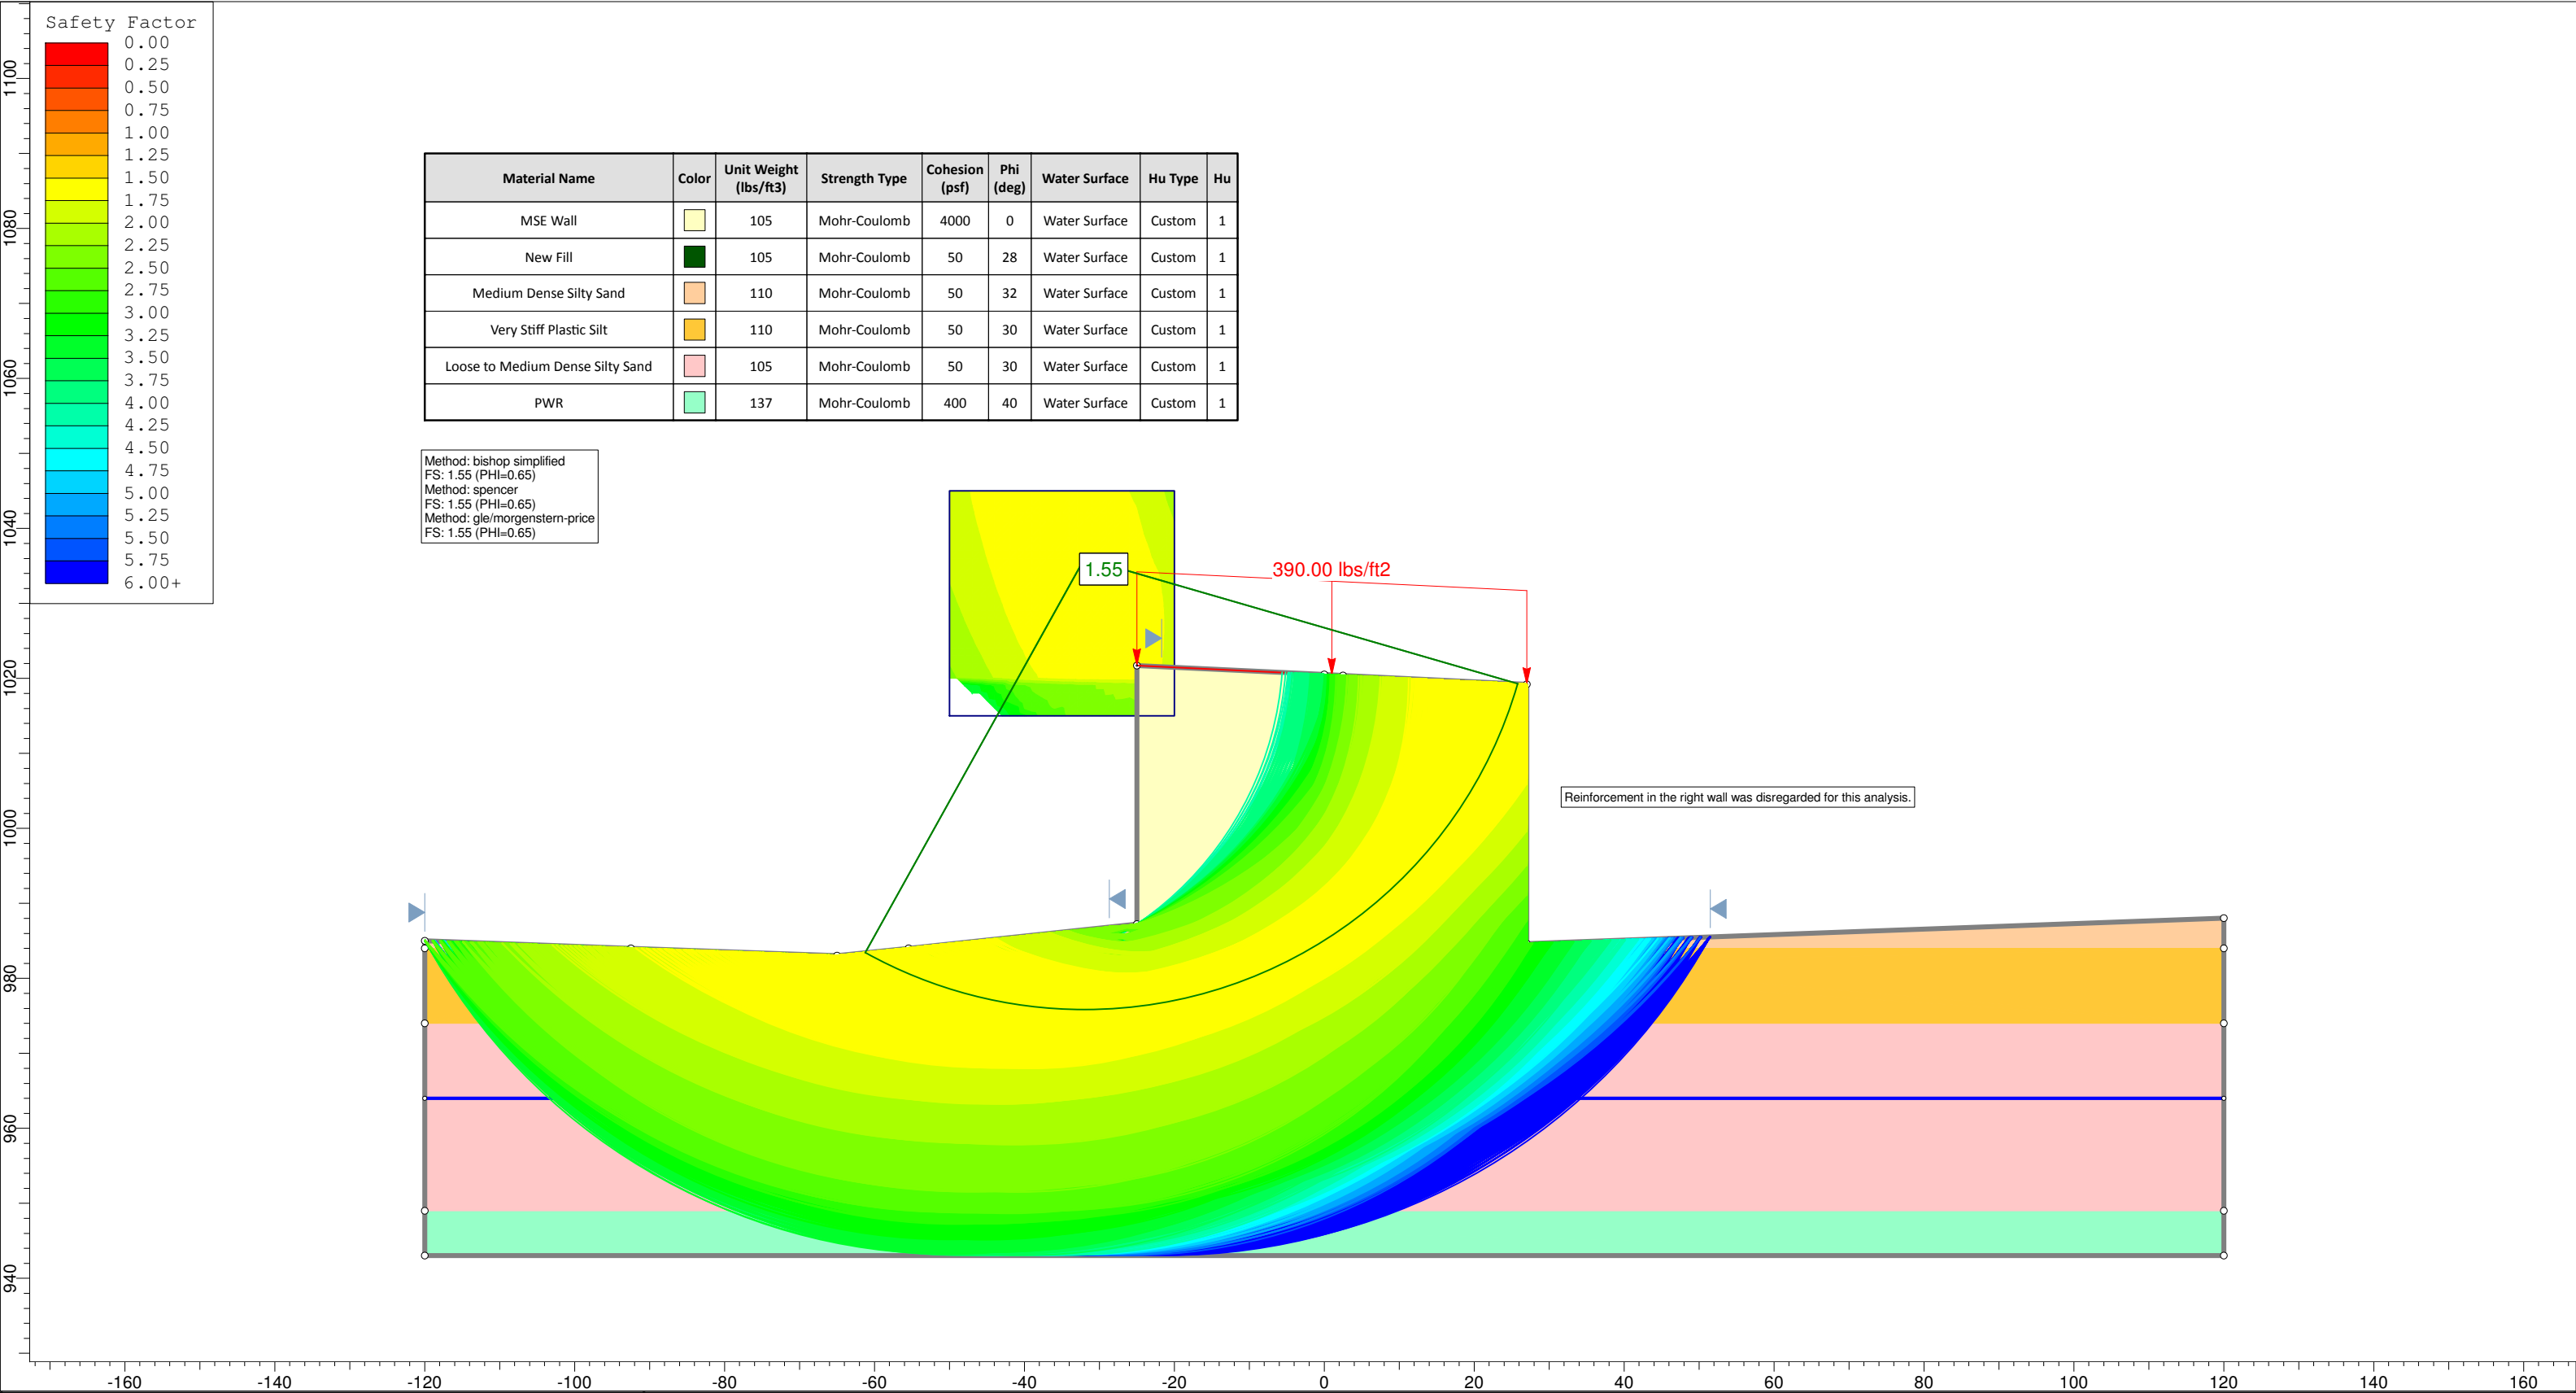 Safety Factor
0.00
0.25
0.50
0.75
1.00
1.25
1.50
1.75
2.00
2.25
2.50
2.75
3.00
3.25
3.50
3.75
4.00
4.25
4.50
4.75
5.00
5.25
5.50
5.75
6.00+
Material Name Color Unit Weight (lbs/ft3) Strength Type Cohesion (psf) Phi (deg) Water Surface Hu Type Hu
MSE Wall 105 Mohr-Coulomb 4000 0 Water Surface Custom 1
New Fill 105 Mohr-Coulomb 50 28 Water Surface Custom 1
Medium Dense Silty Sand 110 Mohr-Coulomb 50 32 Water Surface Custom 1
Very Stiff Plastic Silt 110 Mohr-Coulomb 50 30 Water Surface Custom 1
Loose to Medium Dense Silty Sand 105 Mohr-Coulomb 50 30 Water Surface Custom 1
PWR 137 Mohr-Coulomb 400 40 Water Surface Custom 1
Method: bishop simplified
FS: 1.55 (PHI=0.65)
Method: spencer
FS: 1.55 (PHI=0.65)
Method: gle/morgenstern-price
FS: 1.55 (PHI=0.65)
1.55
390.00 lbs/ft2
Reinforcement in the right wall was disregarded for this analysis.
1100
1080
1060
1040
1020
1000
980
960
940
-160 -140 -120 -100 -80 -60 -40 -20 0 20 40 60 80 100 120 140 160